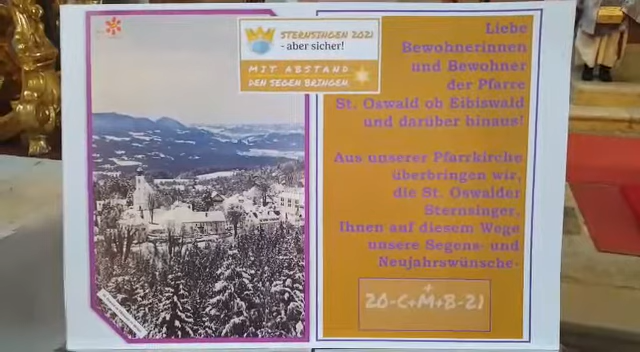 STERNSINGEN 2021
- aber sicher!
MIT ABSTAND
DEN SEGEN BRINGEN
Liebe
Bewohnerinnen
und Bewohner
der Pfarre
St. Oswald ob Eibiswald
und darüber hinaus!
Aus unserer Pfarrkirche
überbringen wir,
die St. Oswalder
Sternsinger,
Ihnen auf diesem Wege
unsere Segens- und
Neujahrswünsche-
20-C+M+B-21